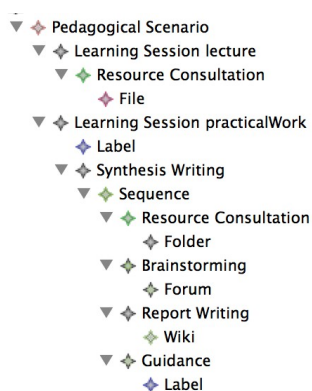 Pedagogical Scenario
Learning Session lecture
Resource Consultation
File
Learning Session practicalWork
Label
Synthesis Writing
Sequence
Resource Consultation
Folder
Brainstorming
Forum
Report Writing
Wiki
Guidance
Label